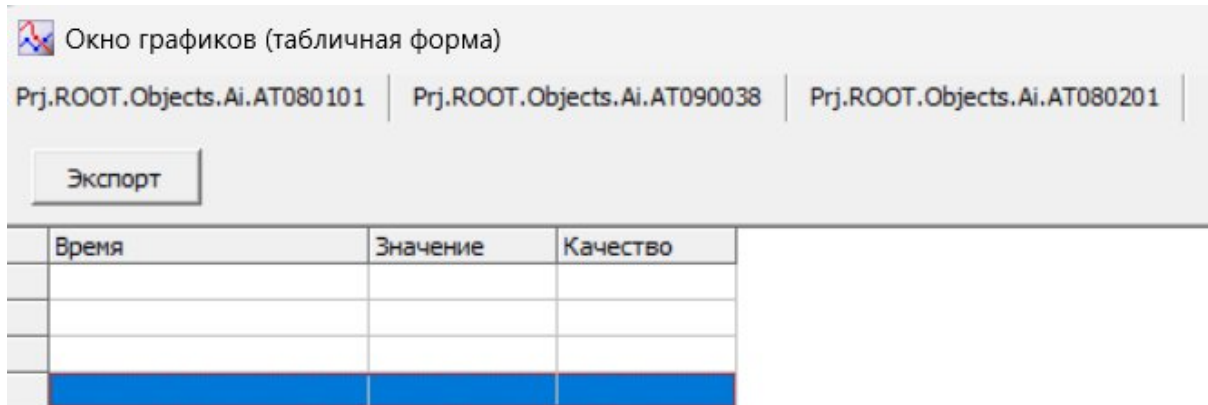 Окно графиков (табличная форма)
Prj.ROOT.Objects.Ai.AT080101 Prj.ROOT.Objects.Ai.AT090038 Prj.ROOT.Objects.Ai.AT080201
Экспорт
Время Значение Качество